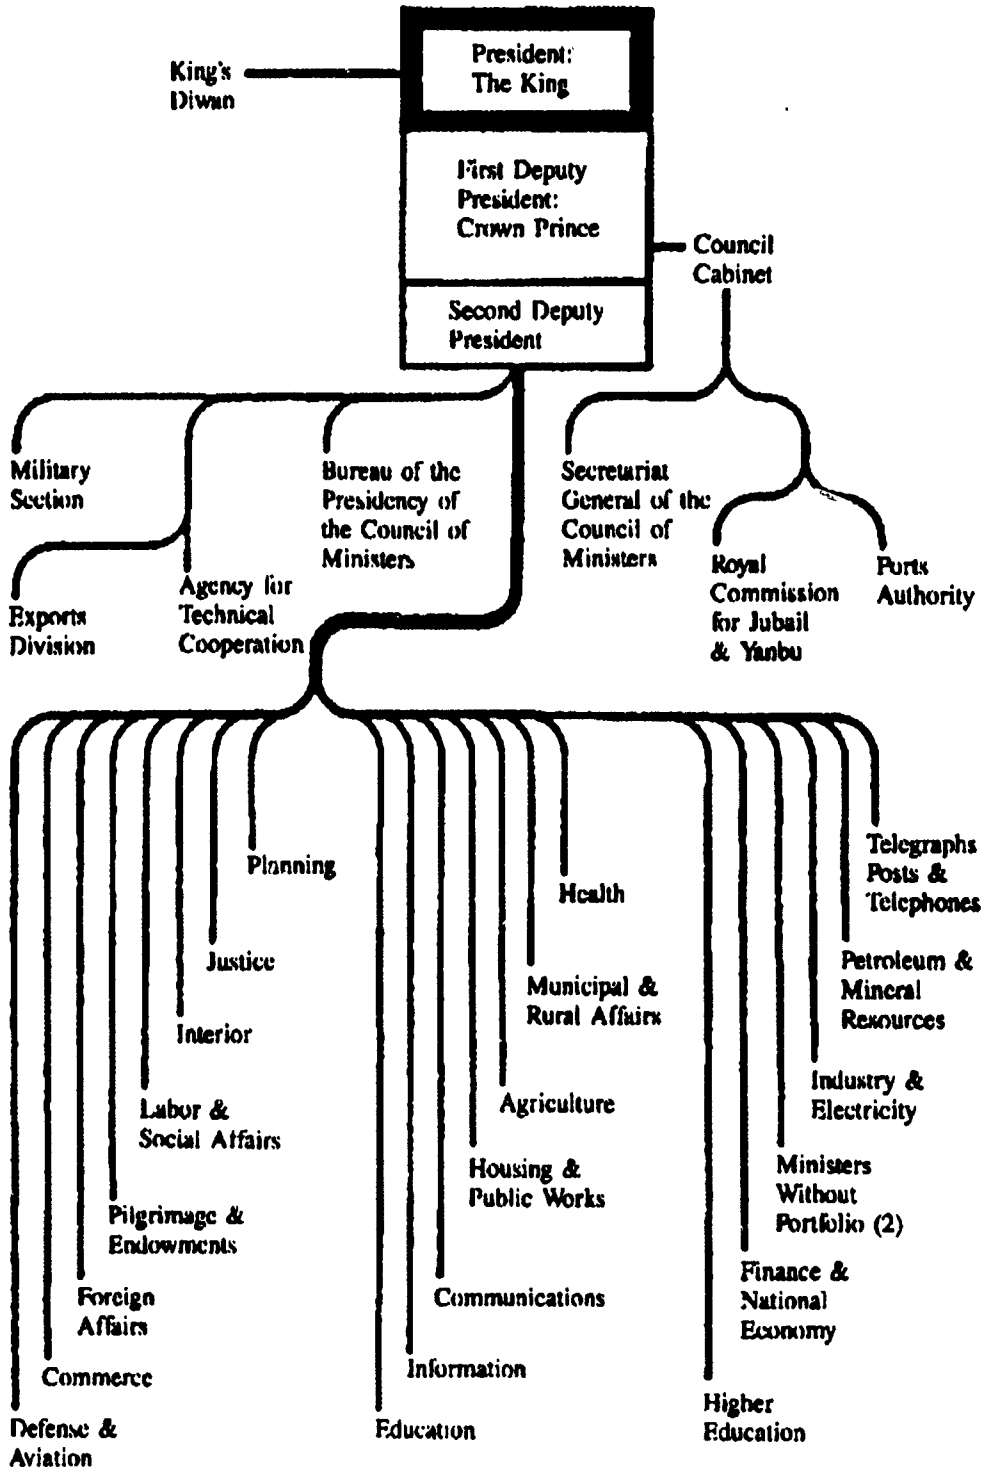 President:
The King
King's
Diwan
First Deputy
President:
Crown Prince
Council
Cabinet
Second Deputy
President
Military
Section
Bureau of the
Presidency of
the Council of
Ministers
Secretariat
General of the
Council of
Ministers
Royal
Commission
for Jubail
& Yanbu
Ports
Authority
Exports
Division
Agency for
Technical
Cooperation
Planning
Justice
Interior
Labor &
Social Affairs
Pilgrimage &
Endowments
Foreign
Affairs
Commerce
Defense &
Aviation
Health
Municipal &
Rural Affairs
Agriculture
Housing &
Public Works
Communications
Information
Education
Telegraphs
Posts &
Telephones
Petroleum &
Mineral
Resources
Industry &
Electricity
Ministers
Without
Portfolio (2)
Finance &
National
Economy
Higher
Education